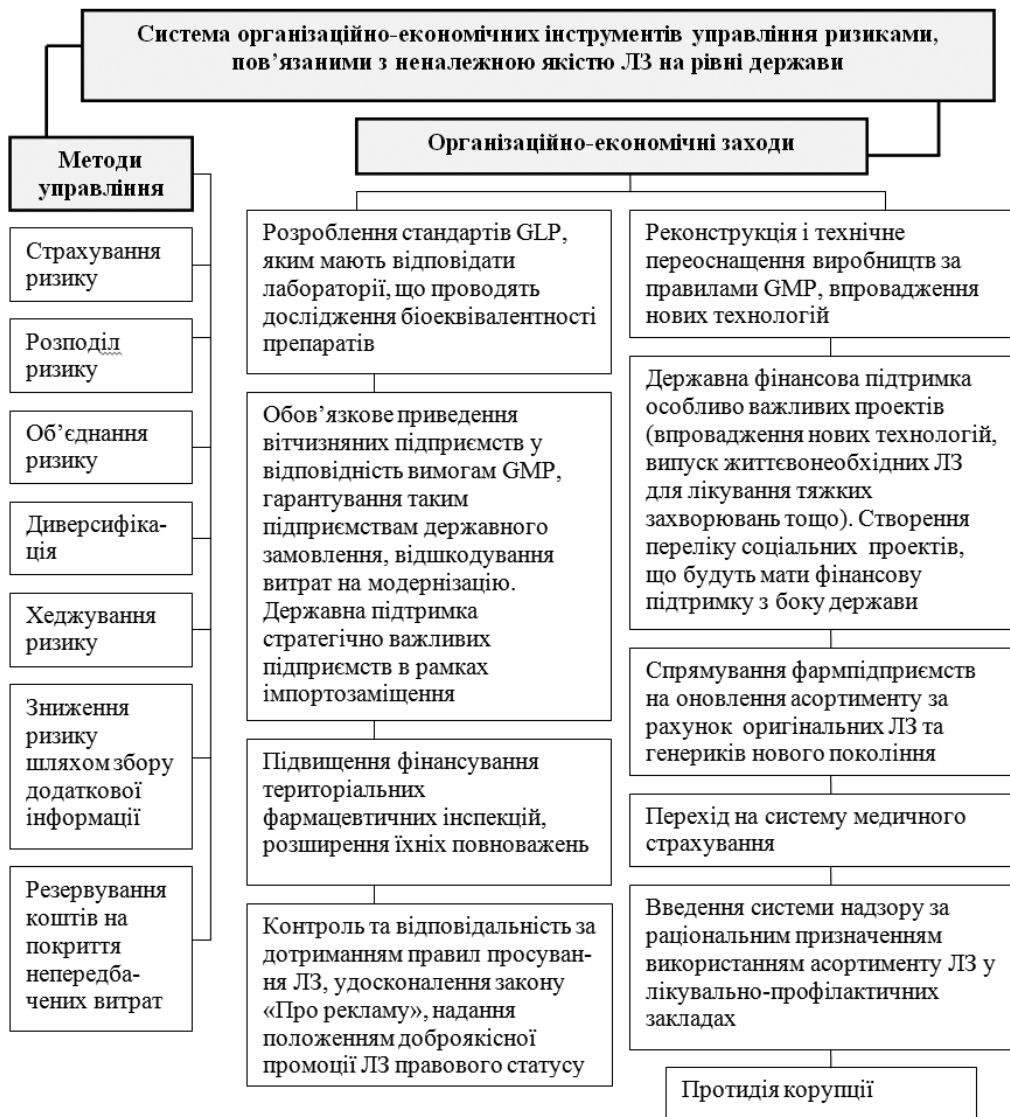 Система організаційно-економічних інструментів управління ризиками,
пов’язаними з неналежною якістю ЛЗ на рівні держави
Методи
управління
Страхування
ризику
Розподіл
ризику
Об’єднання
ризику
Диверсифіка-
ція
Хеджування
ризику
Зниження
ризику
шляхом збору
додаткової
інформації
Резервування
коштів на
покриття
непередба-
чених витрат
Організаційно-економічні заходи
Розроблення стандартів GLP,
яким мають відповідати
лабораторії, що проводять
дослідження біоеквівалентності
препаратів
Обов’язкове приведення
вітчизняних підприємств у
відповідність вимогам GMP,
гарантування таким
підприємствам державного
замовлення, відшкодування
витрат на модернізацію.
Державна підтримка
стратегічно важливих
підприємств в рамках
імпортозаміщення
Підвищення фінансування
територіальних
фармацевтичних інспекцій,
розширення їхніх повноважень
Контроль та відповідальність за
дотриманням правил просуван-
ня ЛЗ, удосконалення закону
«Про рекламу», надання
положенням доброякісної
промоції ЛЗ правового статусу
Реконструкція і технічне
переоснащення виробництв за
правилами GMP, впровадження
нових технологій
Державна фінансова підтримка
особливо важливих проектів
(впровадження нових технологій,
випуск життєвонеобхідних ЛЗ
для лікування тяжких
захворювань тощо). Створення
переліку соціальних проектів,
що будуть мати фінансову
підтримку з боку держави
Спрямування фармпідприємств
на оновлення асортименту за
рахунок оригінальних ЛЗ та
генериків нового покоління
Перехід на систему медичного
страхування
Введення системи надзору за
раціональним призначенням
використанням асортименту ЛЗ у
лікувально-профілактичних
закладах
Протидія корупції